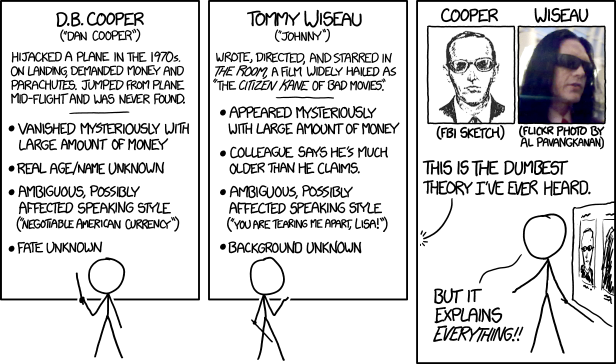 D.B. COOPER
("DAN COOPER")
HIJACKED A PLANE IN THE 1970s.
ON LANDING, DEMANDED MONEY AND
PARACHUTES. JUMPED FROM PLANE
MID-FLIGHT AND WAS NEVER FOUND.
• VANISHED MYSTERIOUSLY WITH
LARGE AMOUNT OF MONEY
• REAL AGE/NAME UNKNOWN
• AMBIGUOUS, POSSIBLY
AFFECTED SPEAKING STYLE
("NEGOTIABLE AMERICAN CURRENCY")
• FATE UNKNOWN
TOMMY WISEAU
("JOHNNY")
WROTE, DIRECTED, AND STARRED IN
THE ROOM, A FILM WIDELY HAILED AS
"THE CITIZEN KANE OF BAD MOVIES."
• APPEARED MYSTERIOUSLY
WITH LARGE AMOUNT OF MONEY
• COLLEAGUE SAYS HE'S MUCH
OLDER THAN HE CLAIMS.
• AMBIGUOUS, POSSIBLY
AFFECTED SPEAKING STYLE
("YOU ARE TEARING ME APART, LISA!")
• BACKGROUND UNKNOWN
COOPER
WISEAU
(FBI SKETCH)
(FLICKR PHOTO BY
AL PAVANGKANAN)
THIS IS THE DUMBEST
THEORY I'VE EVER HEARD.
BUT IT
EXPLAINS
EVERYTHING!!